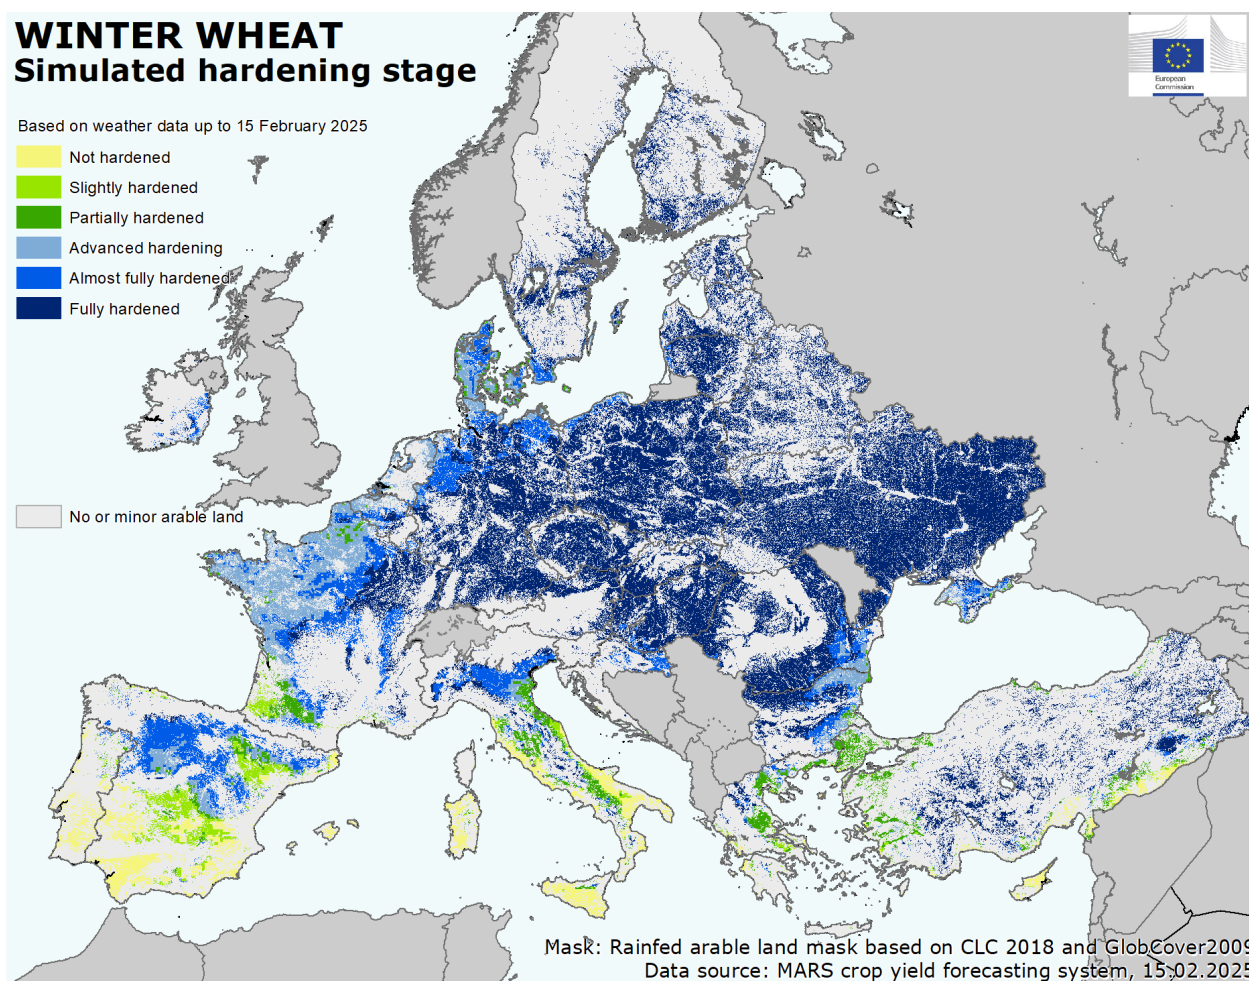 WINTER WHEAT
Simulated hardening stage
European
Commission
Based on weather data up to 15 February 2025
Not hardened
Slightly hardened
Partially hardened
Advanced hardening
Almost fully hardened
Fully hardened
No or minor arable land
Mask: Rainfed arable land mask based on CLC 2018 and GlobCover2009
Data source: MARS crop yield forecasting system, 15.02.2025